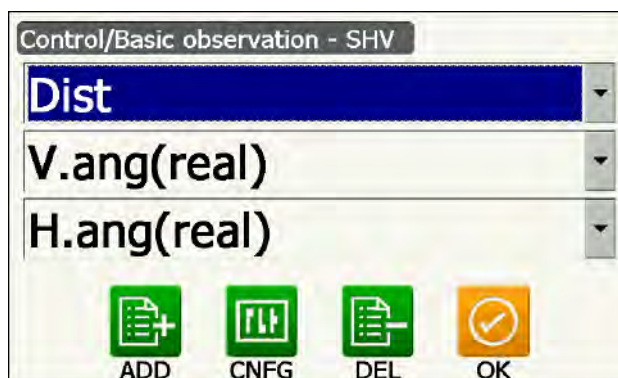 Control/Basic observation - SHV
Dist
V.ang(real)
H.ang(real)
ADD CNFG DEL OK